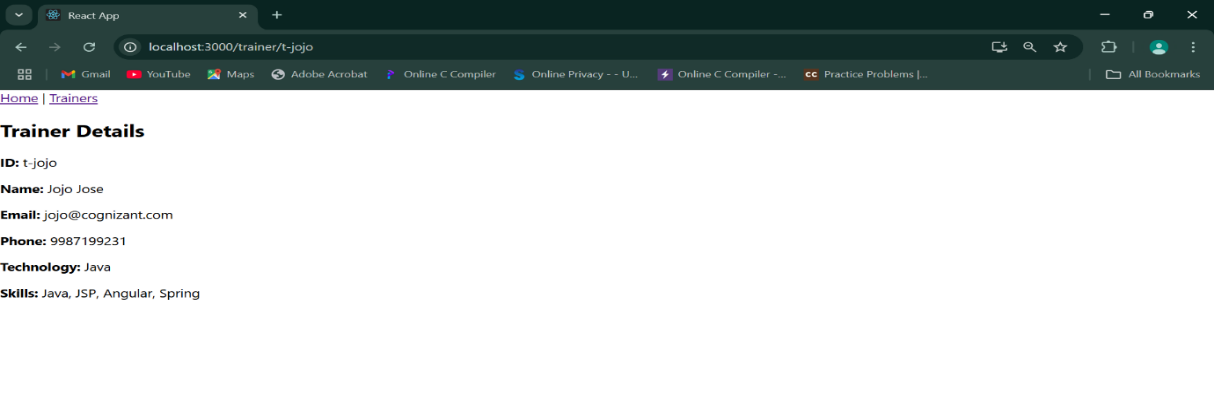 React App
localhost:3000/trainer/t-jojo
Gmail YouTube Maps Adobe Acrobat Online C Compiler Online Privacy - - U... Online C Compiler -... CC Practice Problems |... All Bookmarks
Home | Trainers
Trainer Details
ID: t-jojo
Name: Jojo Jose
Email: jojo@cognizant.com
Phone: 9987199231
Technology: Java
Skills: Java, JSP, Angular, Spring